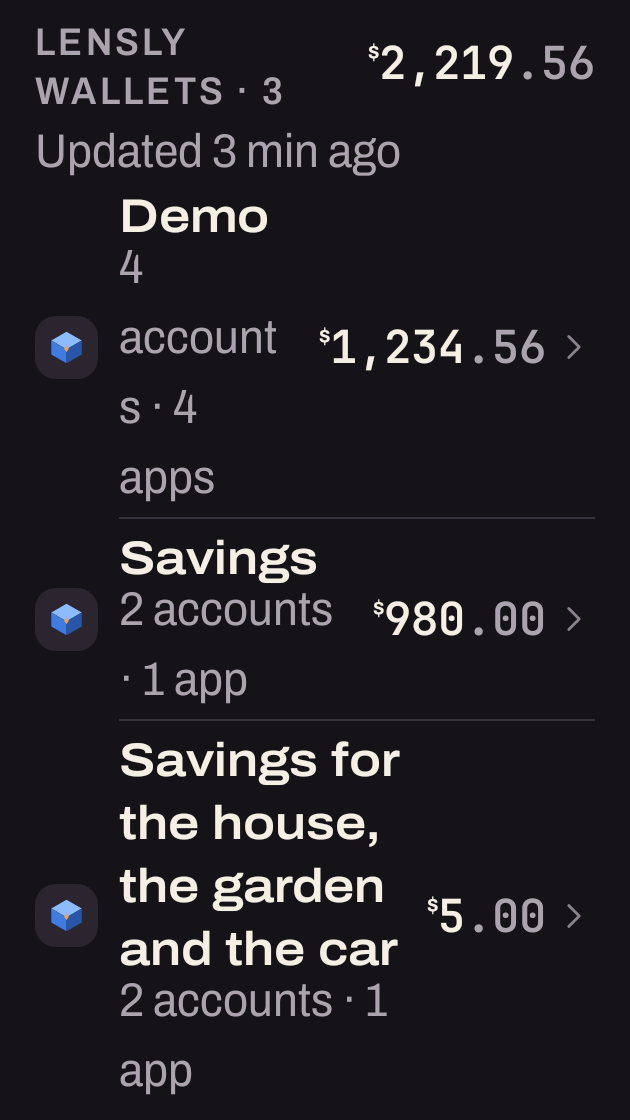 LENSLY
WALLETS · 3
$2,219.56
Updated 3 min ago
Demo
4
account
s · 4
apps
$1,234.56
Savings
2 accounts
· 1 app
$980.00
Savings for
the house,
the garden
and the car
2 accounts · 1
app
$5.00